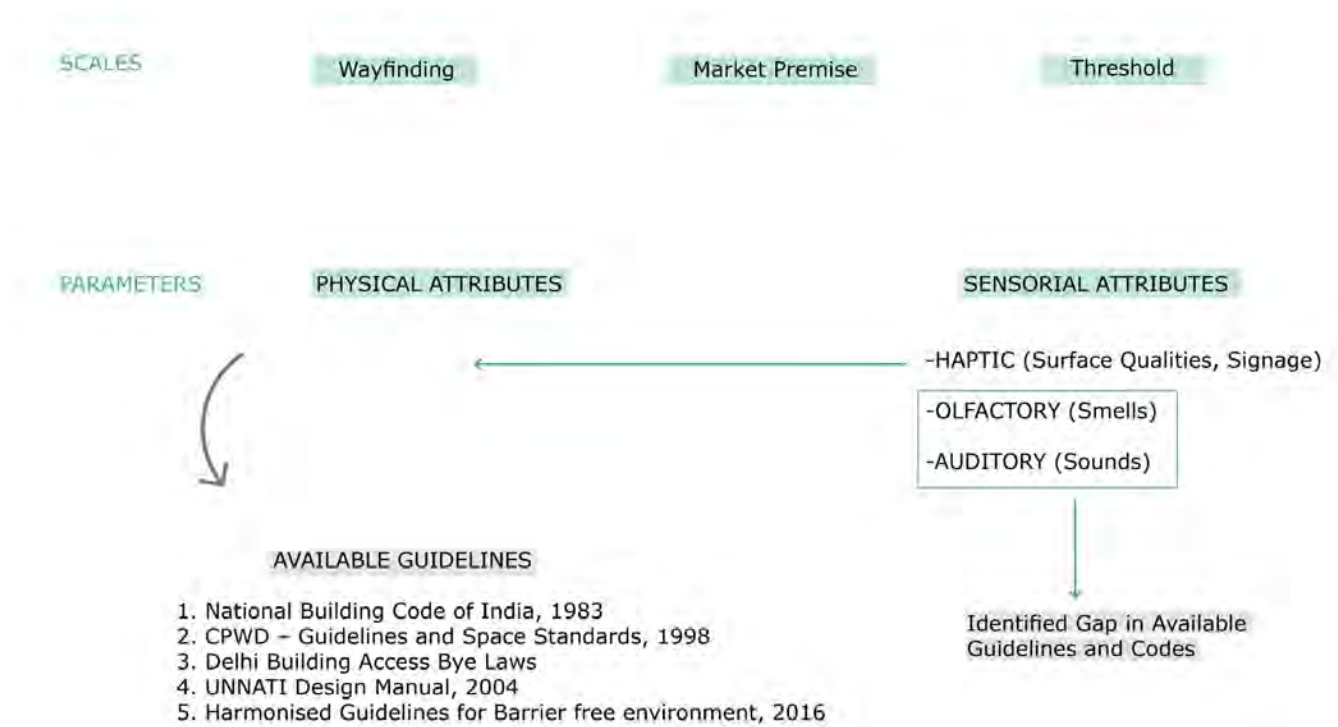 SCALES
Wayfinding
Market Premise
Threshold
PARAMETERS
PHYSICAL ATTRIBUTES
SENSORIAL ATTRIBUTES
-HAPTIC (Surface Qualities, Signage)
-OLFACTORY (Smells)
-AUDITORY (Sounds)
AVAILABLE GUIDELINES
1. National Building Code of India, 1983
2. CPWD – Guidelines and Space Standards, 1998
3. Delhi Building Access Bye Laws
4. UNNATI Design Manual, 2004
5. Harmonised Guidelines for Barrier free environment, 2016
Identified Gap in Available
Guidelines and Codes